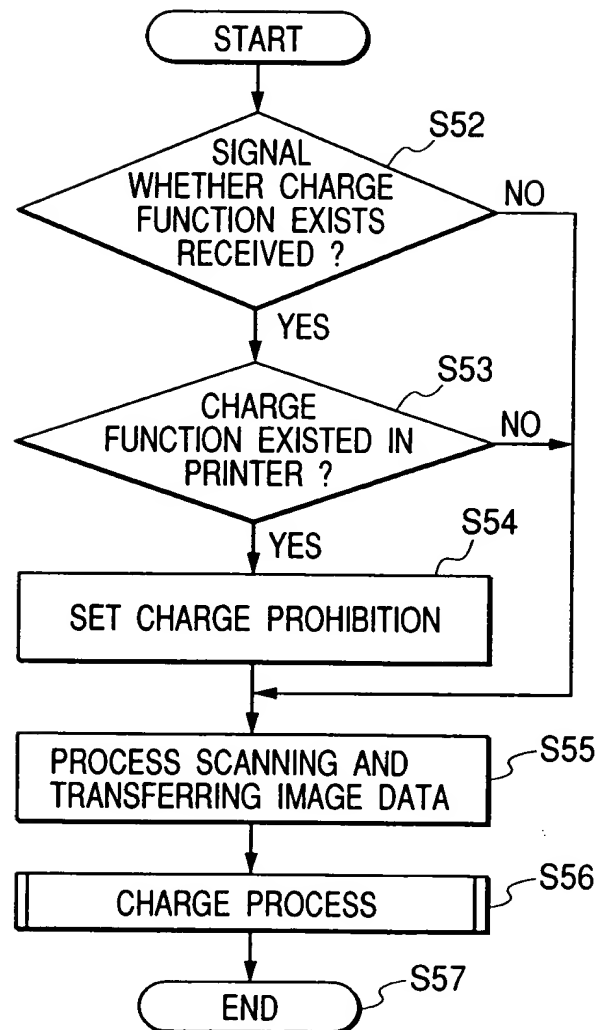 START
S52
SIGNAL
WHETHER CHARGE
FUNCTION EXISTS
RECEIVED ?
NO
YES
S53
CHARGE
FUNCTION EXISTED IN
PRINTER ?
NO
YES
S54
SET CHARGE PROHIBITION
S55
PROCESS SCANNING AND
TRANSFERRING IMAGE DATA
S56
CHARGE PROCESS
S57
END